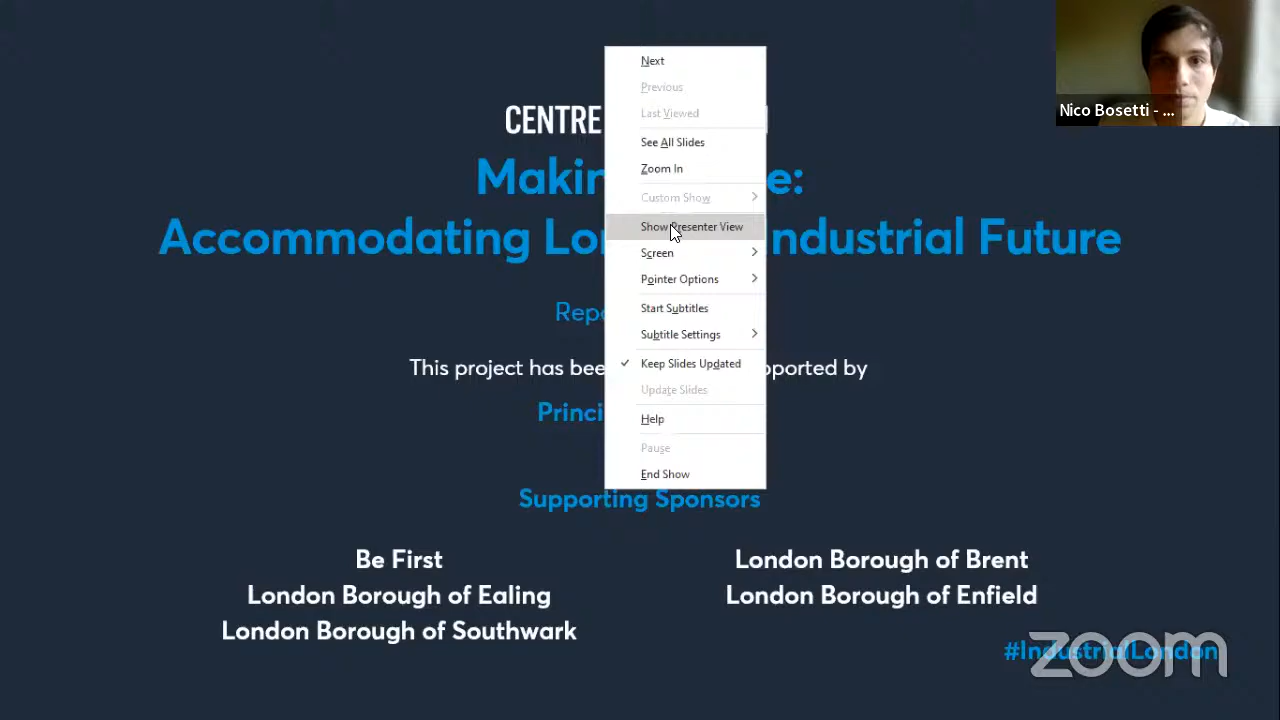 Nico Bosetti - ...
CENTRE
Makin e:
Accommodating Lo ndustrial Future
Repo
This project has bee pported by
Princi
Supporting Sponsors
Be First
London Borough of Ealing
London Borough of Southwark
London Borough of Brent
London Borough of Enfield
#IndustrialLondon
zoom
Next
Previous
Last Viewed
See All Slides
Zoom In
Custom Show
Show Presenter View
Screen
Pointer Options
Start Subtitles
Subtitle Settings
Keep Slides Updated
Update Slides
Help
Pause
End Show